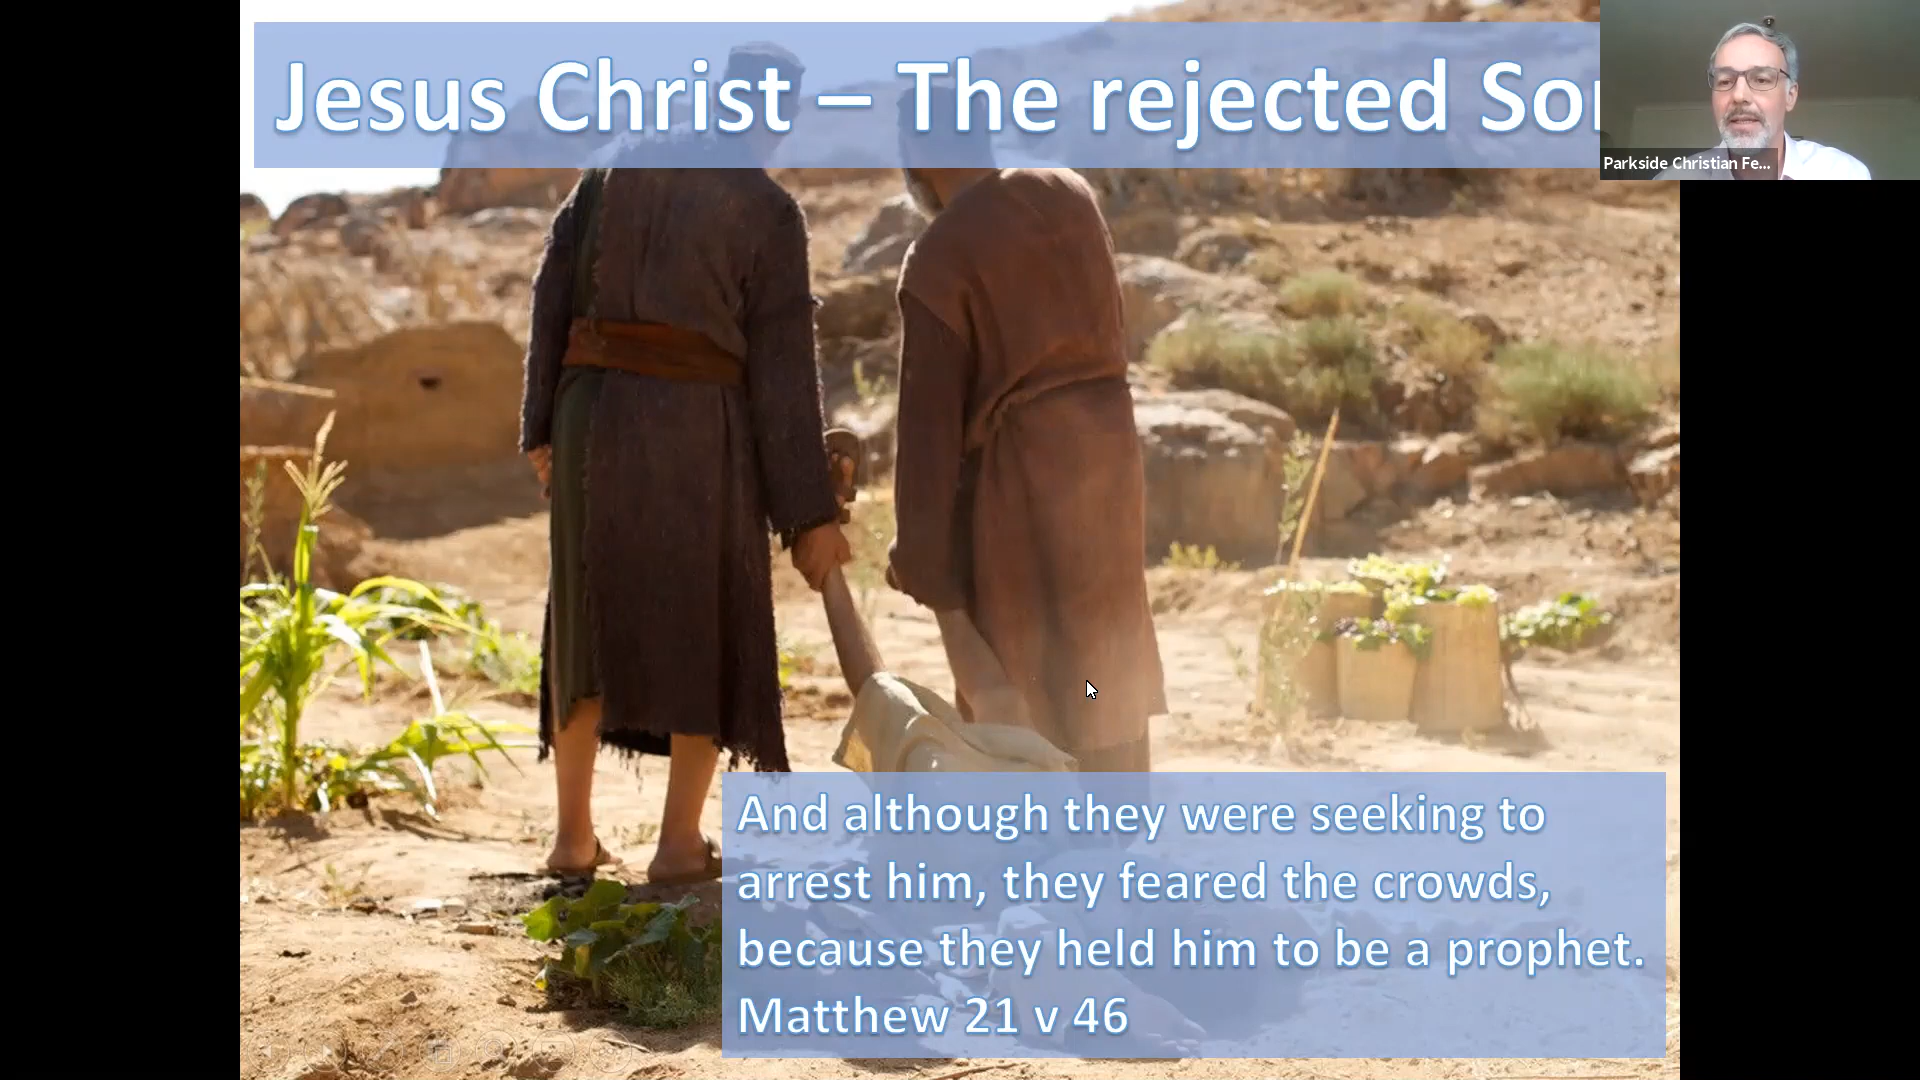 Jesus Christ – The rejected So
Parkside Christian Fe...
And although they were seeking to
arrest him, they feared the crowds,
because they held him to be a prophet.
Matthew 21 v 46